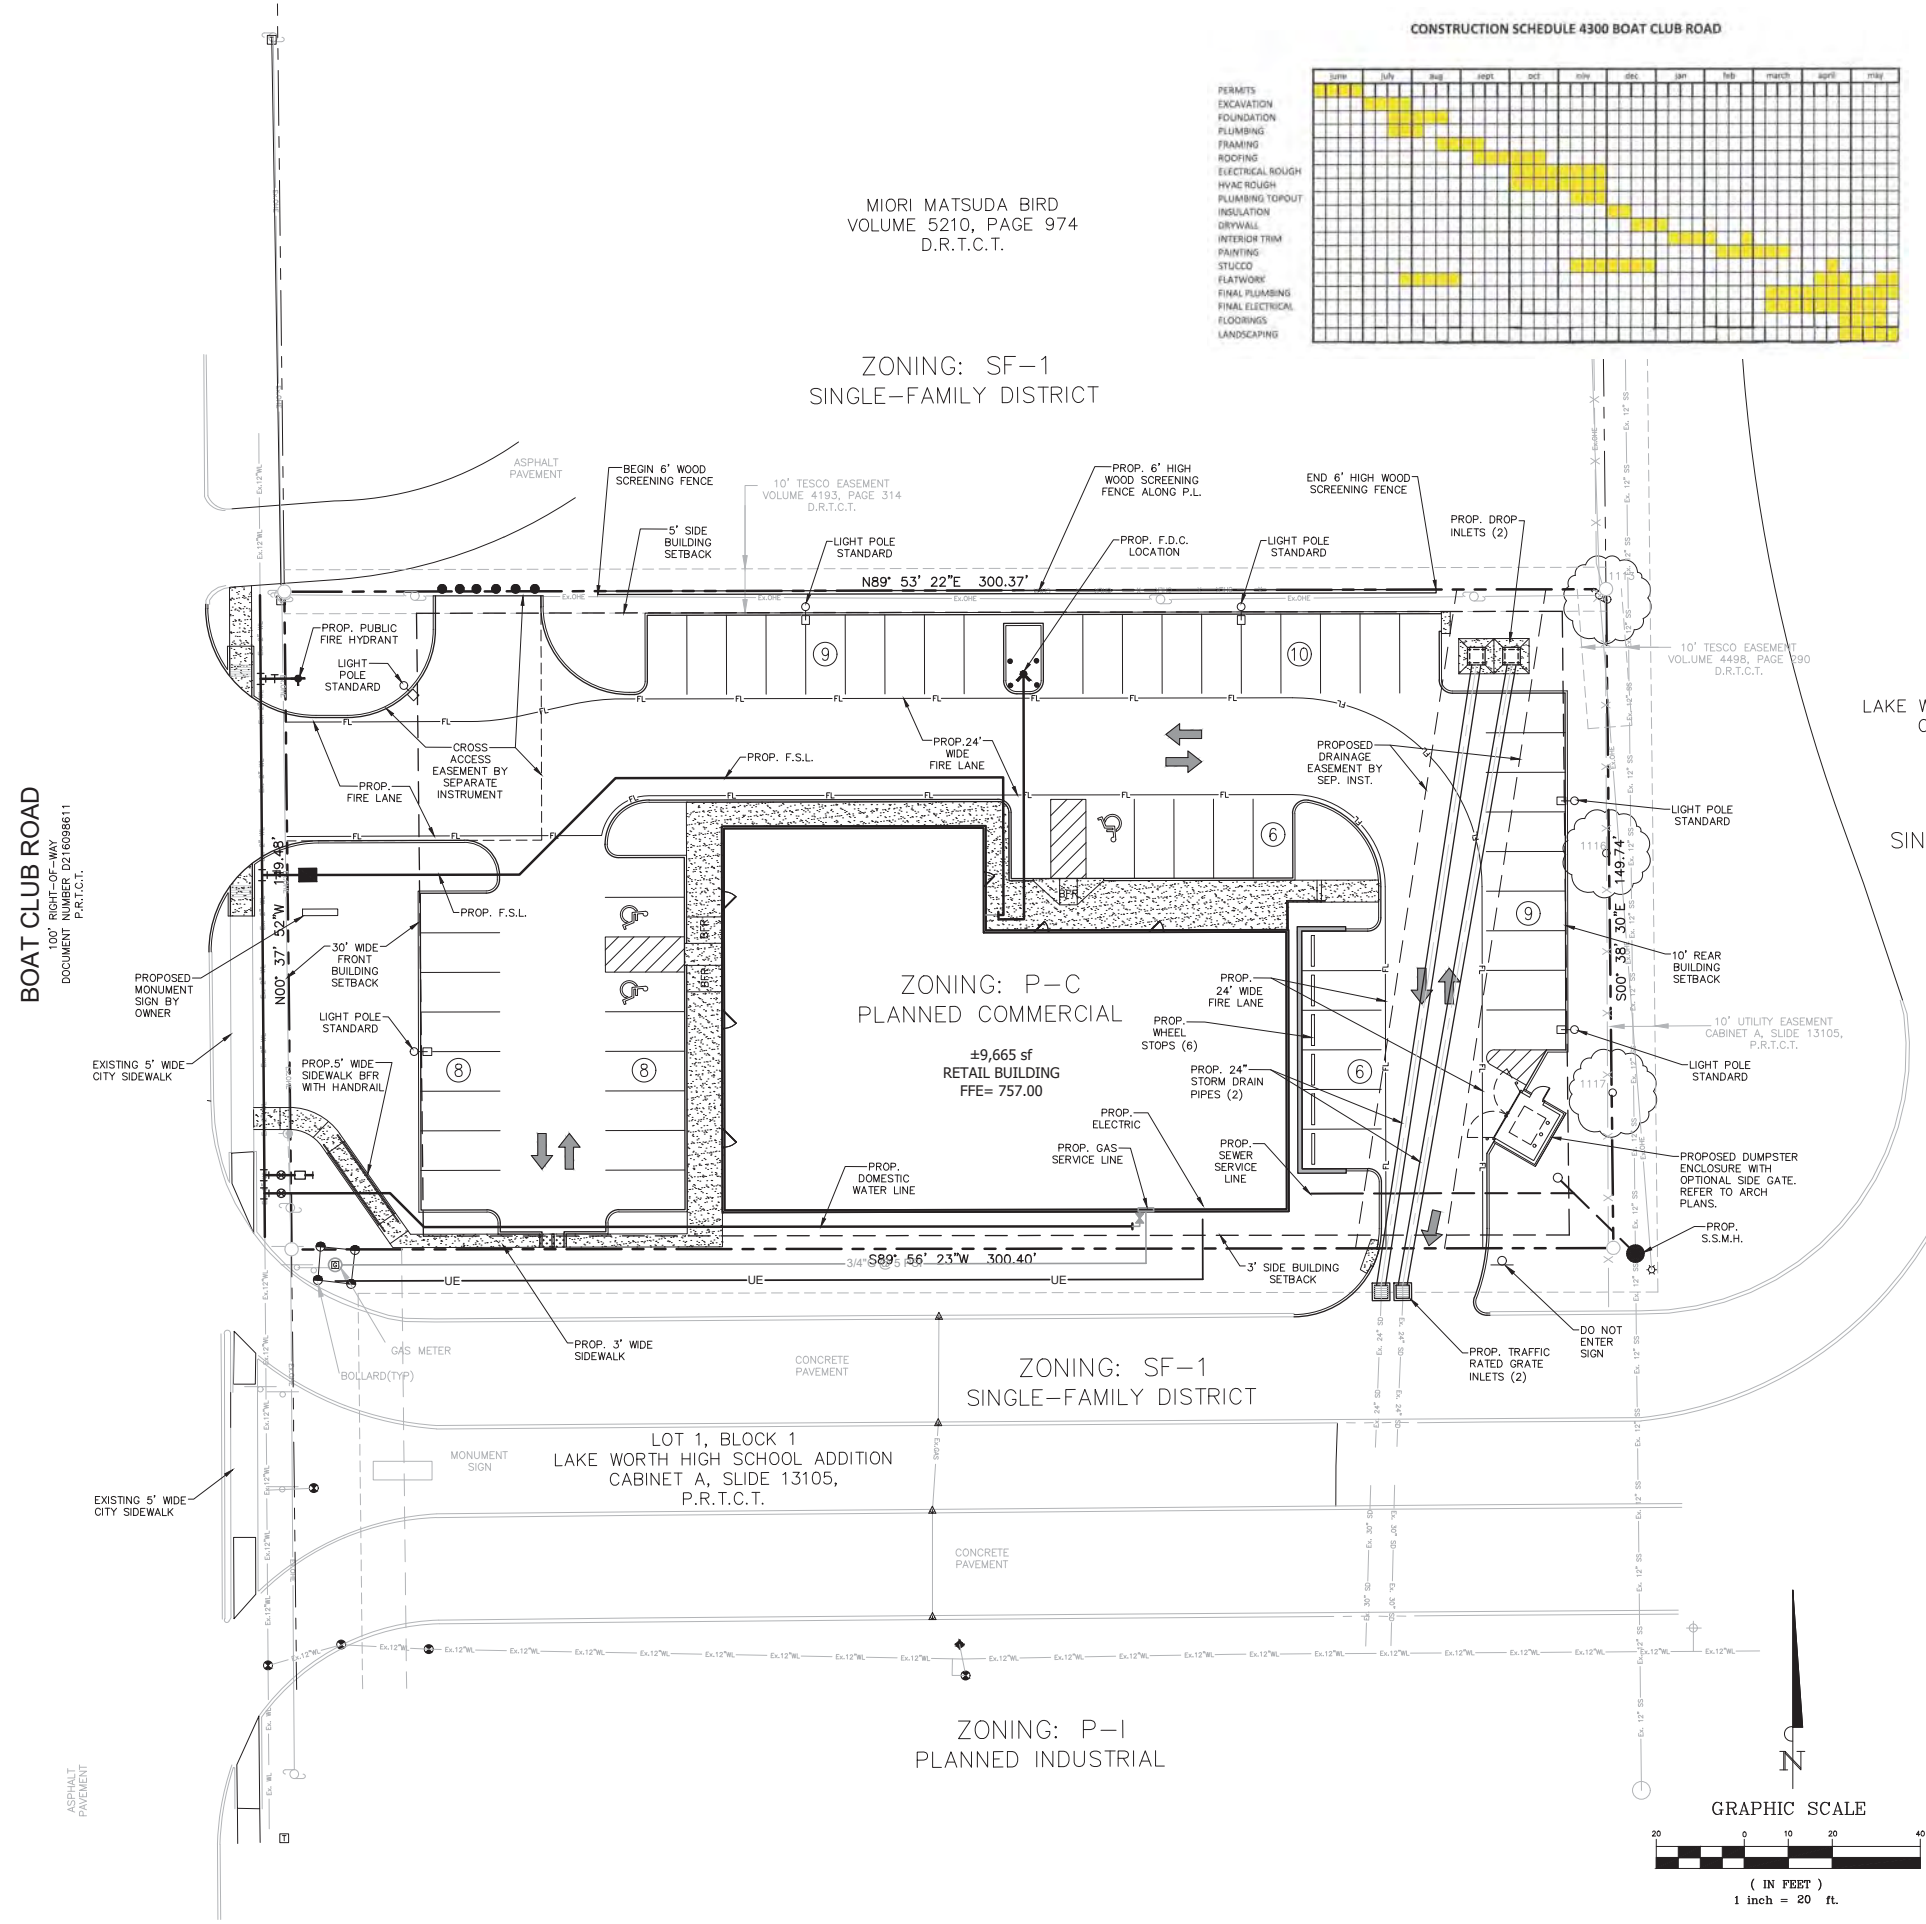 CONSTRUCTION SCHEDULE 4300 BOAT CLUB ROAD
june july aug sept oct nov dec jan feb march april may
PERMITS
EXCAVATION
FOUNDATION
PLUMBING
FRAMING
ROOFING
ELECTRICAL ROUGH
HVAC ROUGH
PLUMBING TOPOUT
INSULATION
DRYWALL
INTERIOR TRIM
PAINTING
STUCCO
FLATWORK
FINAL PLUMBING
FINAL ELECTRICAL
FLOORINGS
LANDSCAPING
MIORI MATSUDA BIRD
VOLUME 5210, PAGE 974
D.R.T.C.T.
ZONING: SF-1
SINGLE-FAMILY DISTRICT
ASPHALT
PAVEMENT
BEGIN 6' WOOD
SCREENING FENCE
10' TESCO EASEMENT
VOLUME 4193, PAGE 314
D.R.T.C.T.
PROP. 6' HIGH
WOOD SCREENING
FENCE ALONG P.L.
END 6' HIGH WOOD
SCREENING FENCE
PROP. DROP
INLETS (2)
5' SIDE
BUILDING
SETBACK
LIGHT POLE
STANDARD
PROP. F.D.C.
LOCATION
LIGHT POLE
STANDARD
N89° 53' 22"E 300.37'
PROP. PUBLIC
FIRE HYDRANT
LIGHT
POLE
STANDARD
9
10
10' TESCO EASEMENT
VOLUME 4498, PAGE 290
D.R.T.C.T.
LAKE W
CROSS
ACCESS
EASEMENT BY
SEPARATE
INSTRUMENT
PROP.
FIRE LANE
PROP. F.S.L.
PROP.24'
WIDE
FIRE LANE
PROPOSED
DRAINAGE
EASEMENT BY
SEP. INST.
LIGHT POLE
STANDARD
6
1116
SIN
BOAT CLUB ROAD
100' RIGHT-OF-WAY
DOCUMENT NUMBER D216098611
P.R.T.C.T.
N00° 37' 52"W 149.48'
PROP. F.S.L.
BFR
BFR
BFR
9
S00° 38' 30"E 149.74'
30' WIDE
FRONT
BUILDING
SETBACK
PROPOSED
MONUMENT
SIGN BY
OWNER
ZONING: P-C
PLANNED COMMERCIAL
±9,665 sf
RETAIL BUILDING
FFE= 757.00
PROP.
24' WIDE
FIRE LANE
10' REAR
BUILDING
SETBACK
LIGHT POLE
STANDARD
PROP.
WHEEL
STOPS (6)
10' UTILITY EASEMENT
CABINET A, SLIDE 13105,
P.R.T.C.T.
EXISTING 5' WIDE
CITY SIDEWALK
PROP.5' WIDE
SIDEWALK BFR
WITH HANDRAIL
8
8
PROP. 24"
STORM DRAIN
PIPES (2)
6
LIGHT POLE
STANDARD
1117
PROP.
ELECTRIC
PROP. GAS
SERVICE LINE
PROP.
SEWER
SERVICE
LINE
PROP.
DOMESTIC
WATER LINE
PROPOSED DUMPSTER
ENCLOSURE WITH
OPTIONAL SIDE GATE.
REFER TO ARCH
PLANS.
PROP.
S.S.M.H.
S89° 56' 23"W 300.40'
UE UE UE
3' SIDE BUILDING
SETBACK
GAS METER
BOLLARD(TYP)
PROP. 3' WIDE
SIDEWALK
CONCRETE
PAVEMENT
ZONING: SF-1
SINGLE-FAMILY DISTRICT
PROP. TRAFFIC
RATED GRATE
INLETS (2)
DO NOT
ENTER
SIGN
LOT 1, BLOCK 1
LAKE WORTH HIGH SCHOOL ADDITION
CABINET A, SLIDE 13105,
P.R.T.C.T.
MONUMENT
SIGN
EXISTING 5' WIDE
CITY SIDEWALK
CONCRETE
PAVEMENT
ZONING: P-I
PLANNED INDUSTRIAL
ASPHALT
PAVEMENT
T
N
GRAPHIC SCALE
20 0 10 20 40
( IN FEET )
1 inch = 20 ft.